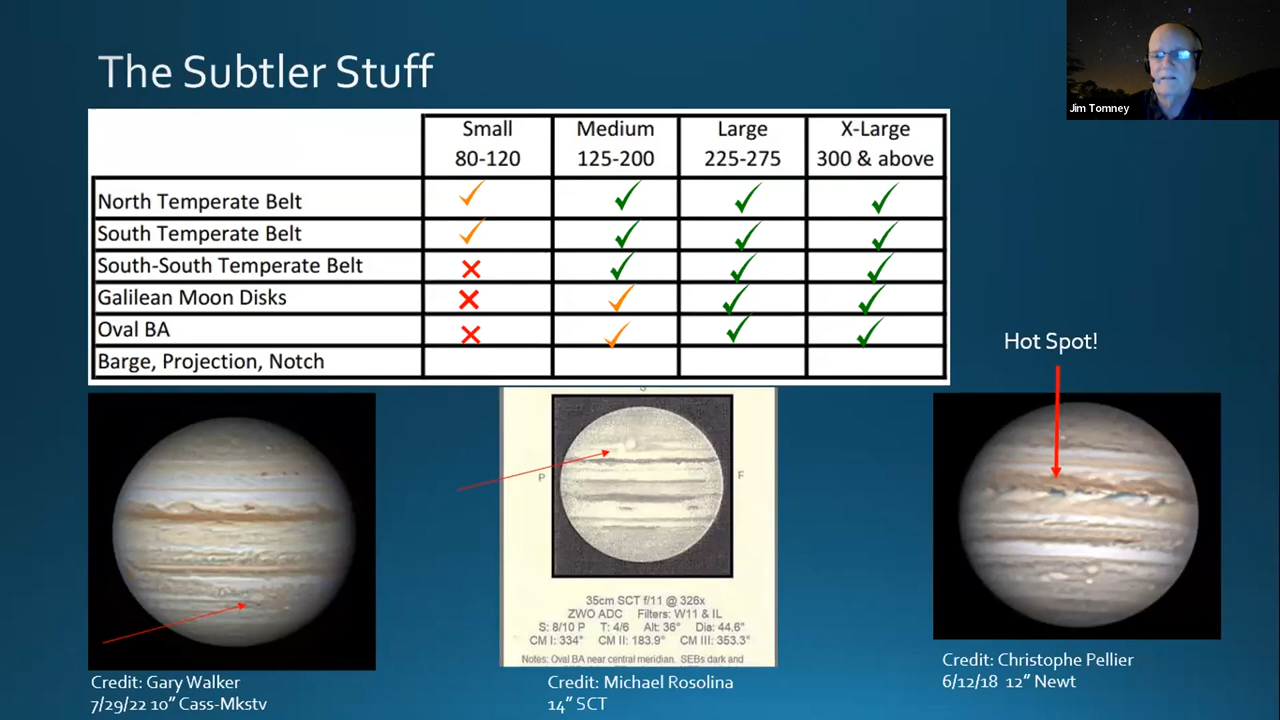 The Subtler Stuff
Jim Tomney
Small Medium Large X-Large
80-120 125-200 225-275 300 & above
North Temperate Belt
South Temperate Belt
South-South Temperate Belt
Galilean Moon Disks
Oval BA
Barge, Projection, Notch
Hot Spot!
P F
35cm SCT f/11 @ 326x
ZWO ADC Filters: W11 & IL
S: 8/10 P T: 4/6 Alt: 36° Dia: 44.6"
CM I: 334° CM II: 183.9° CM III: 353.3°
Notes: Oval BA near central meridian. SEBs dark and
Credit: Gary Walker
7/29/22 10” Cass-Mkstv
Credit: Michael Rosolina
14” SCT
Credit: Christophe Pellier
6/12/18 12” Newt